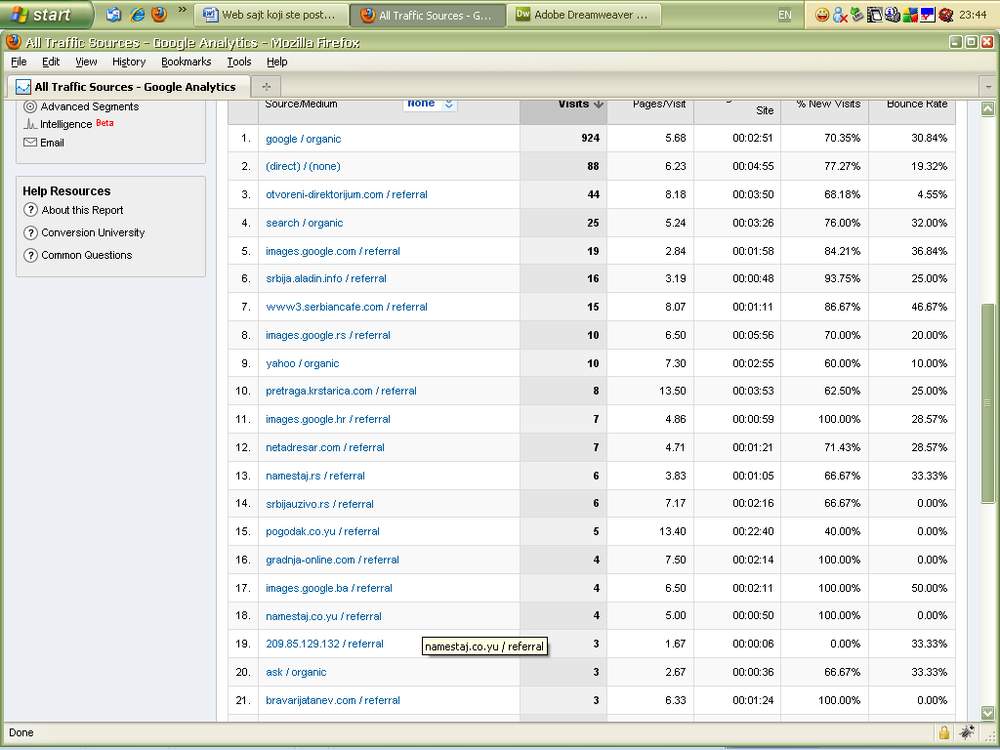 start
Web sajt koji ste post...
All Traffic Sources - G...
Adobe Dreamweaver ...
EN
23:44
All Traffic Sources - Google Analytics - Mozilla Firefox
File Edit View History Bookmarks Tools Help
All Traffic Sources - Google Analytics
Advanced Segments
Intelligence Beta
Email
Help Resources
About this Report
Conversion University
Common Questions
Source/Medium None Visits Pages/Visit Site % New Visits Bounce Rate
1. google / organic 924 5.68 00:02:51 70.35% 30.84%
2. (direct) / (none) 88 6.23 00:04:55 77.27% 19.32%
3. otvoreni-direktorijum.com / referral 44 8.18 00:03:50 68.18% 4.55%
4. search / organic 25 5.24 00:03:26 76.00% 32.00%
5. images.google.com / referral 19 2.84 00:01:58 84.21% 36.84%
6. srbija.aladin.info / referral 16 3.19 00:00:48 93.75% 25.00%
7. www3.serbiancafe.com / referral 15 8.07 00:01:11 86.67% 46.67%
8. images.google.rs / referral 10 6.50 00:05:56 70.00% 20.00%
9. yahoo / organic 10 7.30 00:02:55 60.00% 10.00%
10. pretraga.krstarica.com / referral 8 13.50 00:03:53 62.50% 25.00%
11. images.google.hr / referral 7 4.86 00:00:59 100.00% 28.57%
12. netadresar.com / referral 7 4.71 00:01:21 71.43% 28.57%
13. namestaj.rs / referral 6 3.83 00:01:05 66.67% 33.33%
14. srbijauzivo.rs / referral 6 7.17 00:02:16 66.67% 0.00%
15. pogodak.co.yu / referral 5 13.40 00:22:40 40.00% 0.00%
16. gradnja-online.com / referral 4 7.50 00:02:14 100.00% 0.00%
17. images.google.ba / referral 4 6.50 00:02:11 100.00% 50.00%
18. namestaj.co.yu / referral 4 5.00 00:00:50 100.00% 0.00%
19. 209.85.129.132 / referral 3 1.67 00:00:06 0.00% 33.33%
namestaj.co.yu / referral
20. ask / organic 3 2.67 00:00:36 66.67% 33.33%
21. bravarijatanev.com / referral 3 6.33 00:01:24 100.00% 0.00%
Done